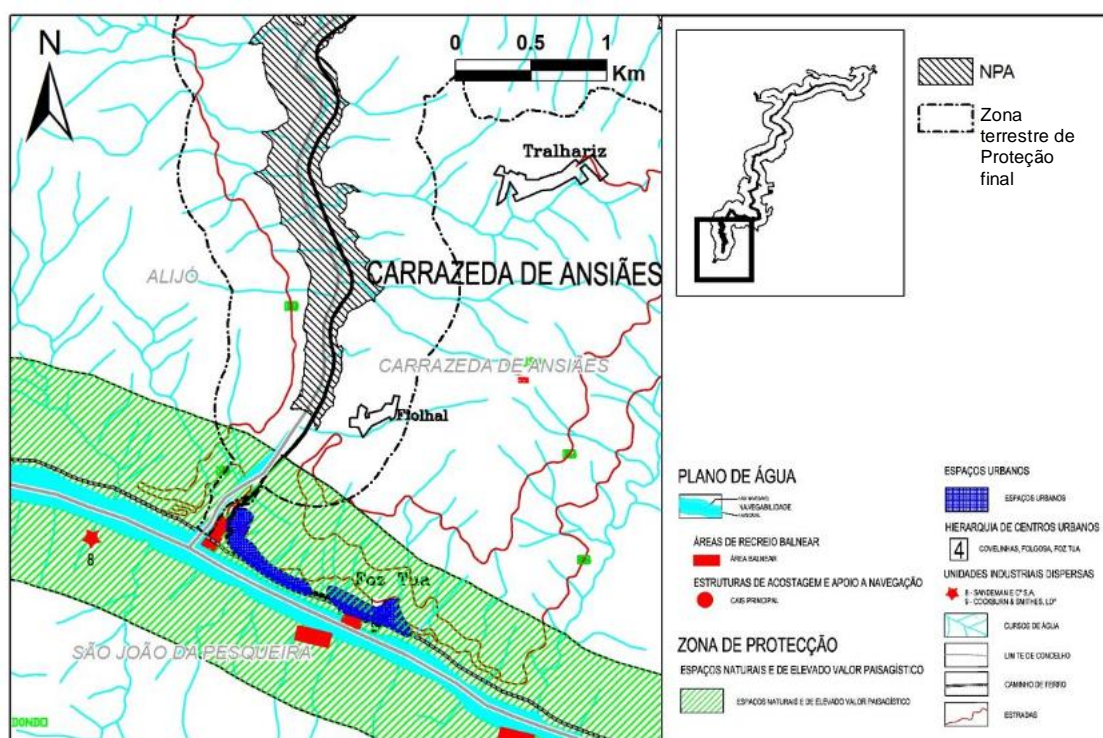 N
0 0.5 1
Km
Tralhariz
ALIJÓ
CARRAZEDA DE ANSIÃES
CARRAZEDA DE ANSIÃES
Fiolhal
8
Foz Tua
SÃO JOÃO DA PESQUEIRA
DONDO
NPA
Zona
terrestre de
Proteção
final
PLANO DE ÁGUA
NAVEGABILIDADE
ÁREAS DE RECREIO BALNEAR
ÁREA BALNEAR
ESTRUTURAS DE ACOSTAGEM E APOIO A NAVEGAÇÃO
CAIS PRINCIPAL
ZONA DE PROTECÇÃO
ESPAÇOS NATURAIS E DE ELEVADO VALOR PAISAGÍSTICO
ESPAÇOS NATURAIS E DE ELEVADO VALOR PAISAGÍSTICO
ESPAÇOS URBANOS
ESPAÇOS URBANOS
HIERARQUIA DE CENTROS URBANOS
4 COVELINHAS, FOLGOSA, FOZ TUA
UNIDADES INDUSTRIAIS DISPERSAS
8 - SANDEMAN E Cª S.A.
9 - COCKBURN & SMITHES, LDª
CURSOS DE ÁGUA
LIMITE DE CONCELHO
CAMINHO DE FERRO
ESTRADAS